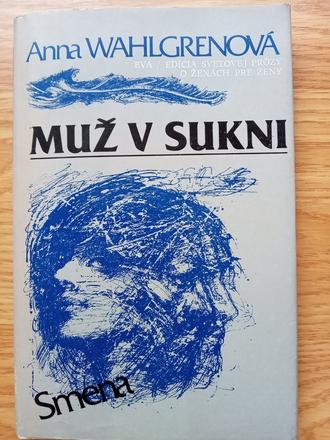 Anna WAHLGRENOVÁ
EVA / EDÍCIA SVETOVEJ PRÓZY
O ŽENÁCH PRE ŽENY
MUŽ V SUKNI
Smena